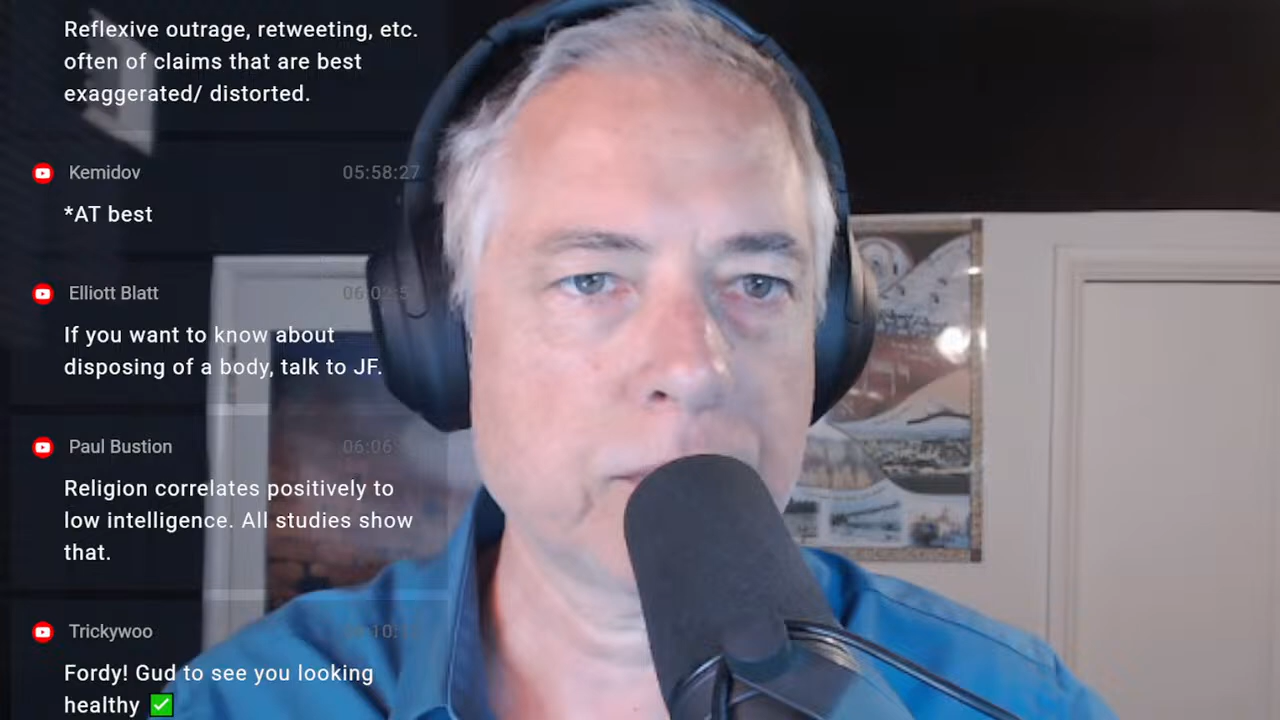 Reflexive outrage, retweeting, etc.
often of claims that are best
exaggerated/ distorted.
Kemidov 05:58:27
*AT best
Elliott Blatt
If you want to know about
disposing of a body, talk to JF.
Paul Bustion 06:06
Religion correlates positively to
low intelligence. All studies show
that.
Trickywoo
Fordy! Gud to see you looking
healthy ✅